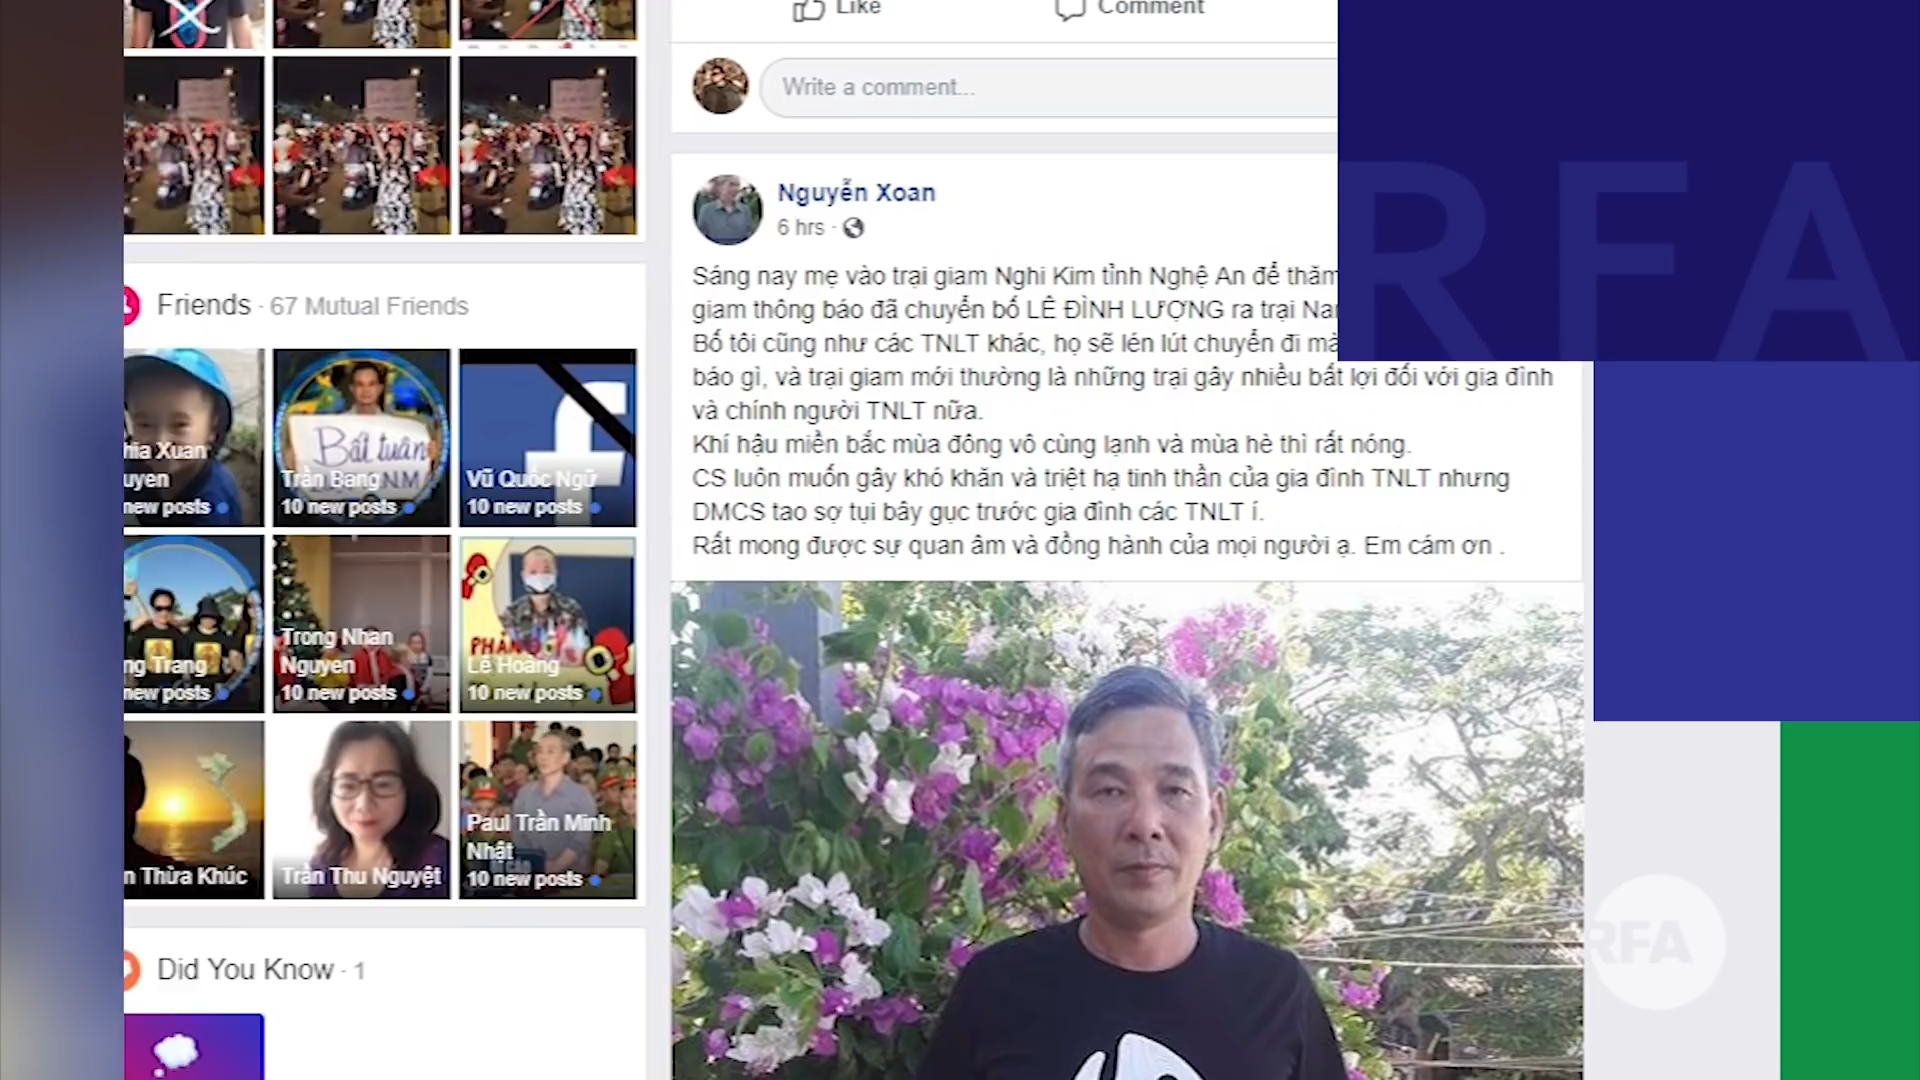 Like
Comment
Write a comment...
RFA
Nguyễn Xoan
6 hrs ·
Sáng nay mẹ vào trại giam Nghi Kim tỉnh Nghệ An để thăm
giam thông báo đã chuyển bố LÊ ĐÌNH LƯỢNG ra trại
Bố tôi cũng như các TNLT khác, họ sẽ lén lút chuyển đi
báo gì, và trại giam mới thường là những trại gây nhiều bất lợi đối với gia đình
và chính người TNLT nữa.
Khí hậu miền bắc mùa đông vô cùng lạnh và mùa hè thì rất nóng.
CS luôn muốn gây khó khăn và triệt hạ tinh thần của gia đình TNLT nhưng
DMCS tao sợ tụi bây gục trước gia đình các TNLT í.
Rất mong được sự quan âm và đồng hành của mọi người ạ. Em cám ơn .
Friends · 67 Mutual Friends
hia Xuan
uyen
new posts
Bất tuân
NM
Trần Bang
10 new posts
Vũ Quốc Ngữ
10 new posts
ng Trang
new posts
Trong Nhan
Nguyen
10 new posts
PHẢN
Lê Hoàng
10 new posts
n Thừa Khúc
Trần Thu Nguyệt
Paul Trần Minh
Nhật
10 new posts
Did You Know · 1
RFA